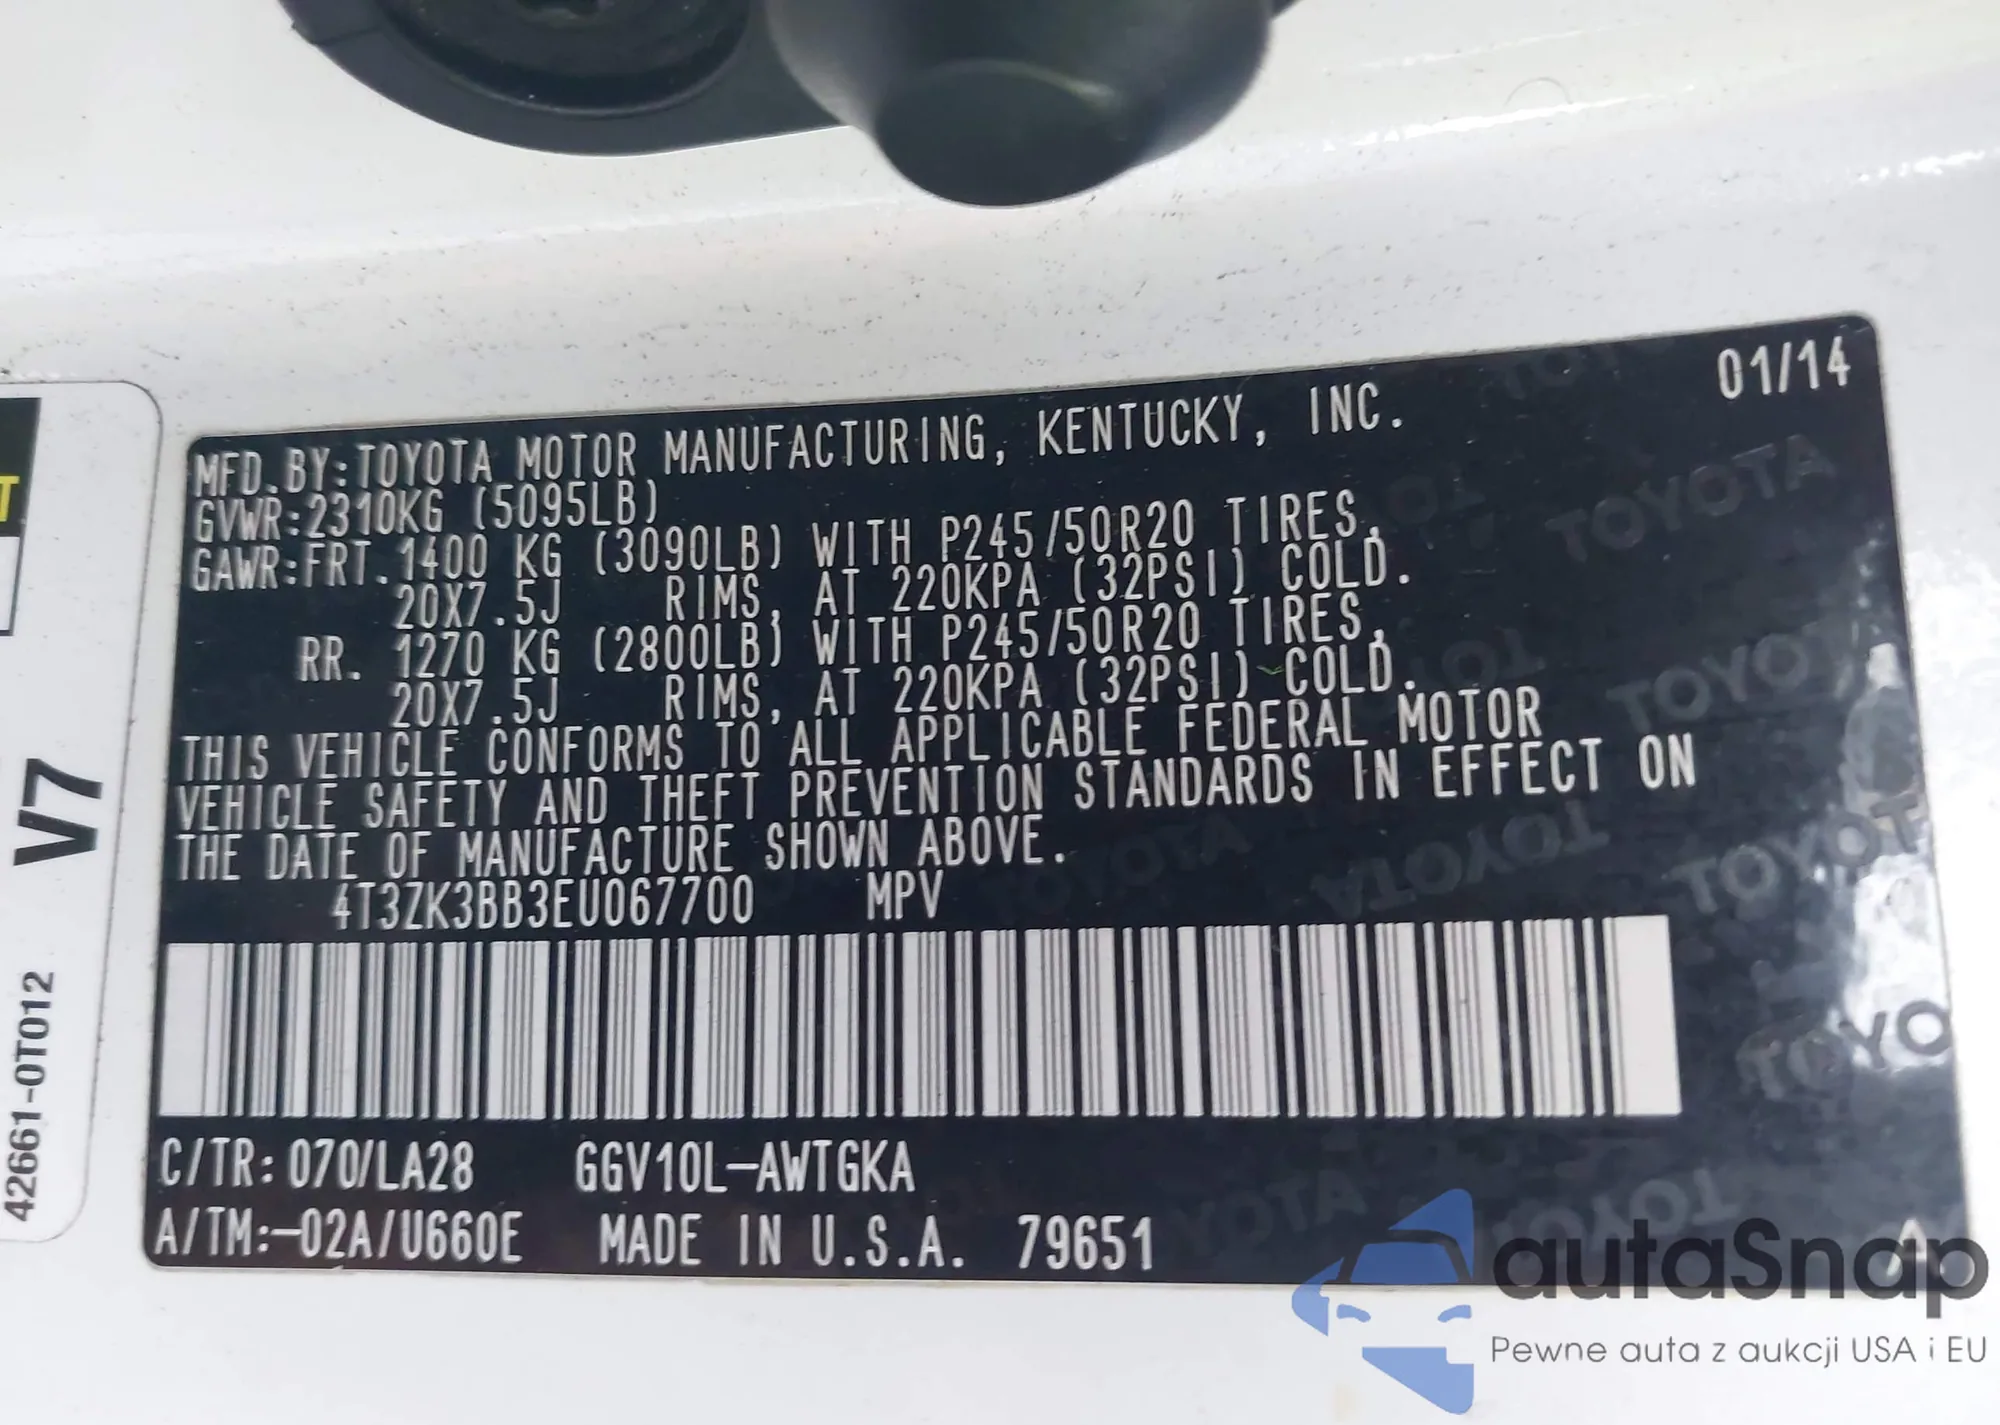 01/14
MFD.BY:TOYOTA MOTOR MANUFACTURING, KENTUCKY, INC.
GVWR:2310KG (5095LB)
GAWR:FRT. 1400 KG (3090LB) WITH P245/50R20 TIRES,
20X7.5J RIMS, AT 220KPA (32PSI) COLD.
RR. 1270 KG (2800LB) WITH P245/50R20 TIRES,
20X7.5J RIMS, AT 220KPA (32PSI) COLD.
THIS VEHICLE CONFORMS TO ALL APPLICABLE FEDERAL MOTOR
VEHICLE SAFETY AND THEFT PREVENTION STANDARDS IN EFFECT ON
THE DATE OF MANUFACTURE SHOWN ABOVE.
4T3ZK3BB3EU067700 MPV
C/TR: 070/LA28 GGV10L-AWTGKA
A/TM:-02A/U660E MADE IN U.S.A. 79651
A
T
V7
42661-0T012
TOYOTA
TOYOTA
TOYOTA
TOYO
autaSnap
Pewne auta z aukcji USA i EU